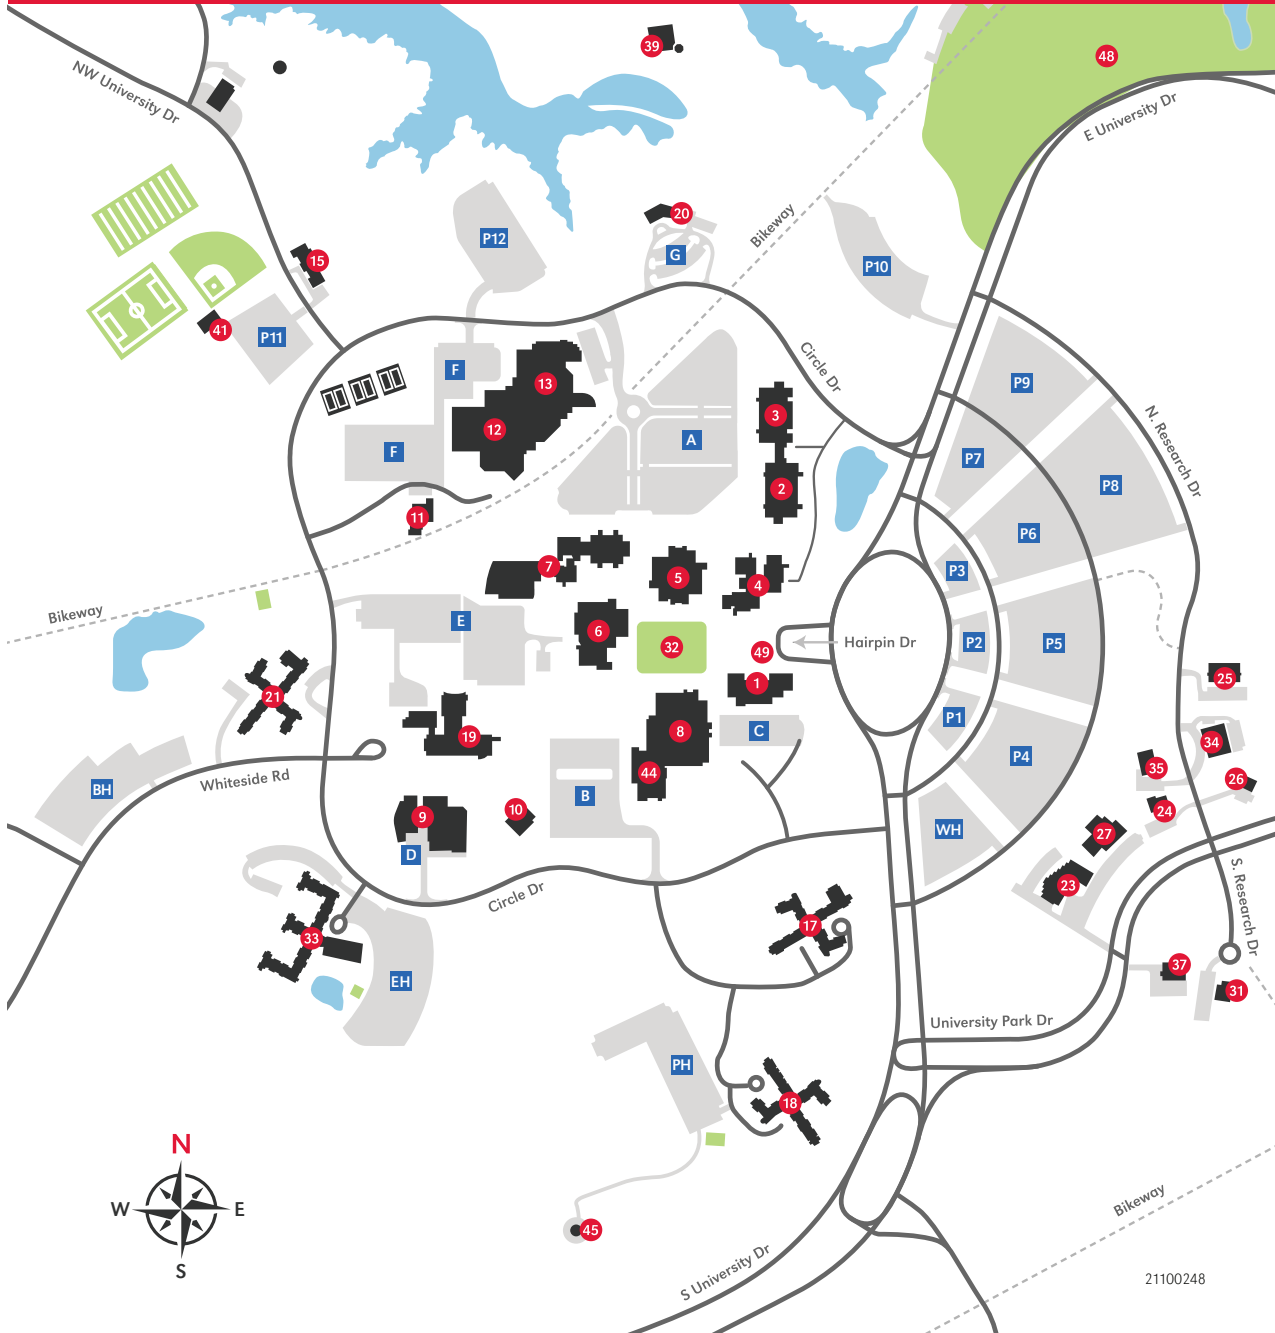 39
48
NW University Dr
E University Dr
20
Bikeway
P12
G
15
P10
41
P11
Circle Dr
F
13
P9
3
N. Research Dr
12
A
F
P7
2
P8
11
P6
7
P3
5
4
Bikeway
E
6
32
49
Hairpin Dr
P2
P5
25
1
21
P1
19
8
C
34
P4
44
35
Whiteside Rd
BH
B
26
10
24
9
WH
27
D
S. Research Dr
23
Circle Dr
17
33
37
EH
31
University Park Dr
PH
18
N
W
E
S
45
Bikeway
S University Dr
21100248